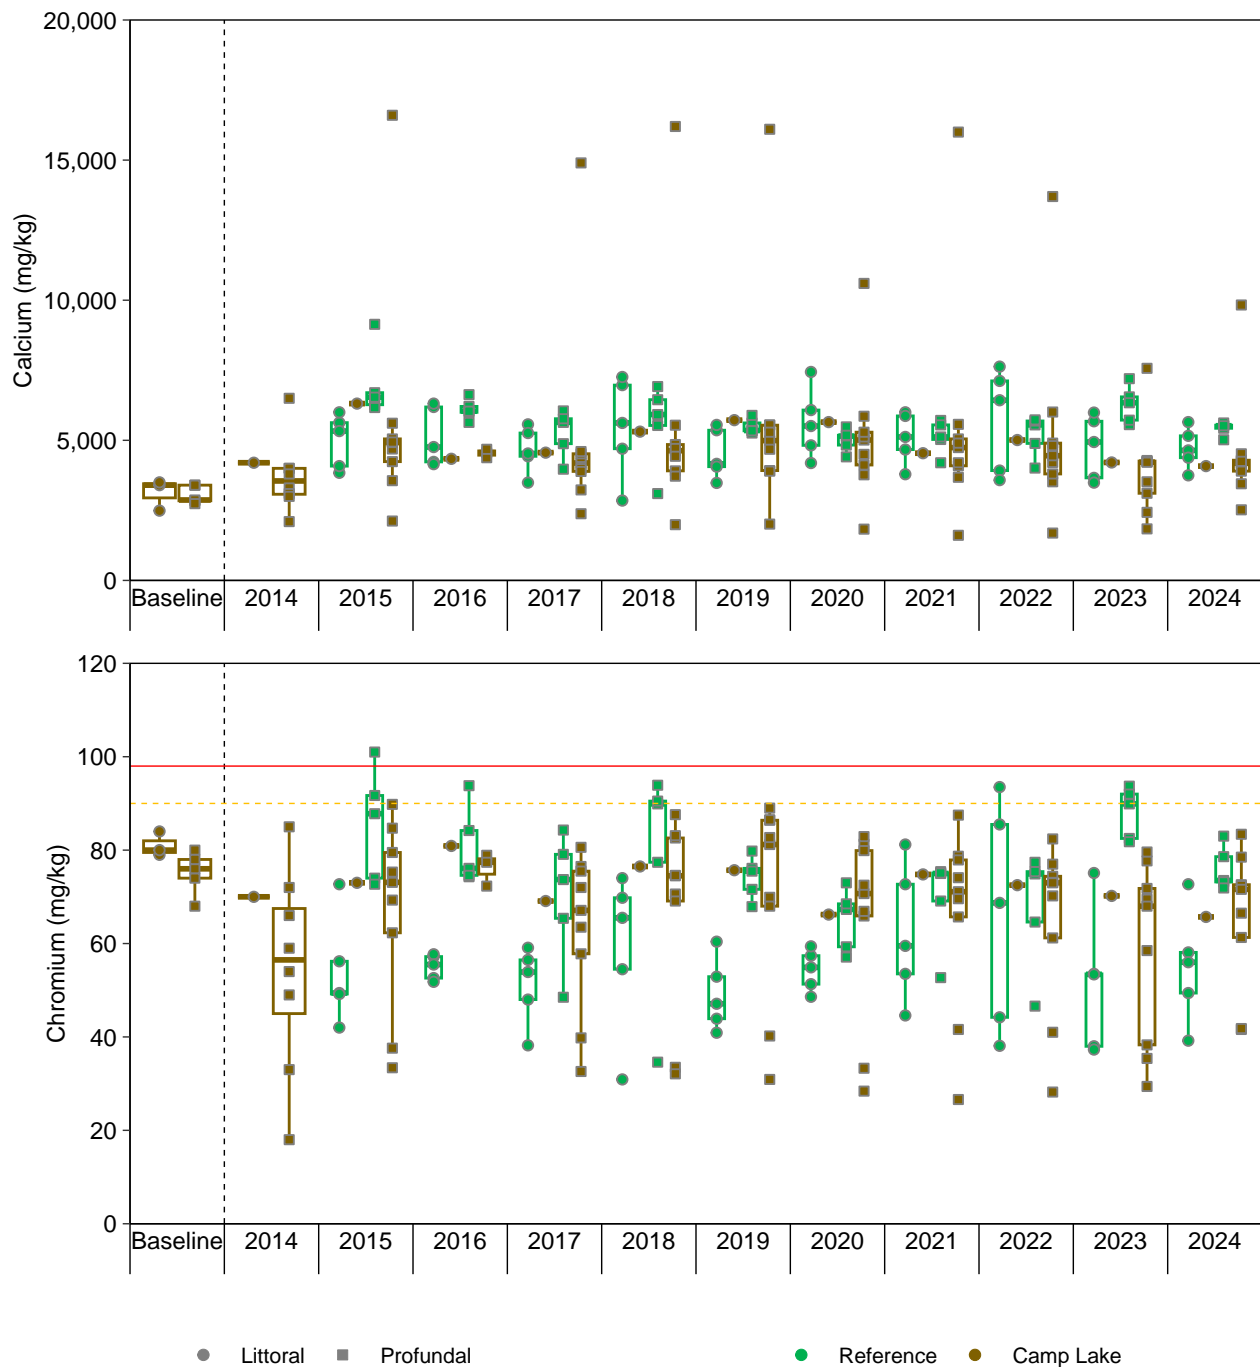 20,000
15,000
10,000
5,000
0
Calcium (mg/kg)
Baseline 2014 2015 2016 2017 2018 2019 2020 2021 2022 2023 2024
120
100
80
60
40
20
0
Chromium (mg/kg)
Baseline 2014 2015 2016 2017 2018 2019 2020 2021 2022 2023 2024
Littoral Profundal Reference Camp Lake